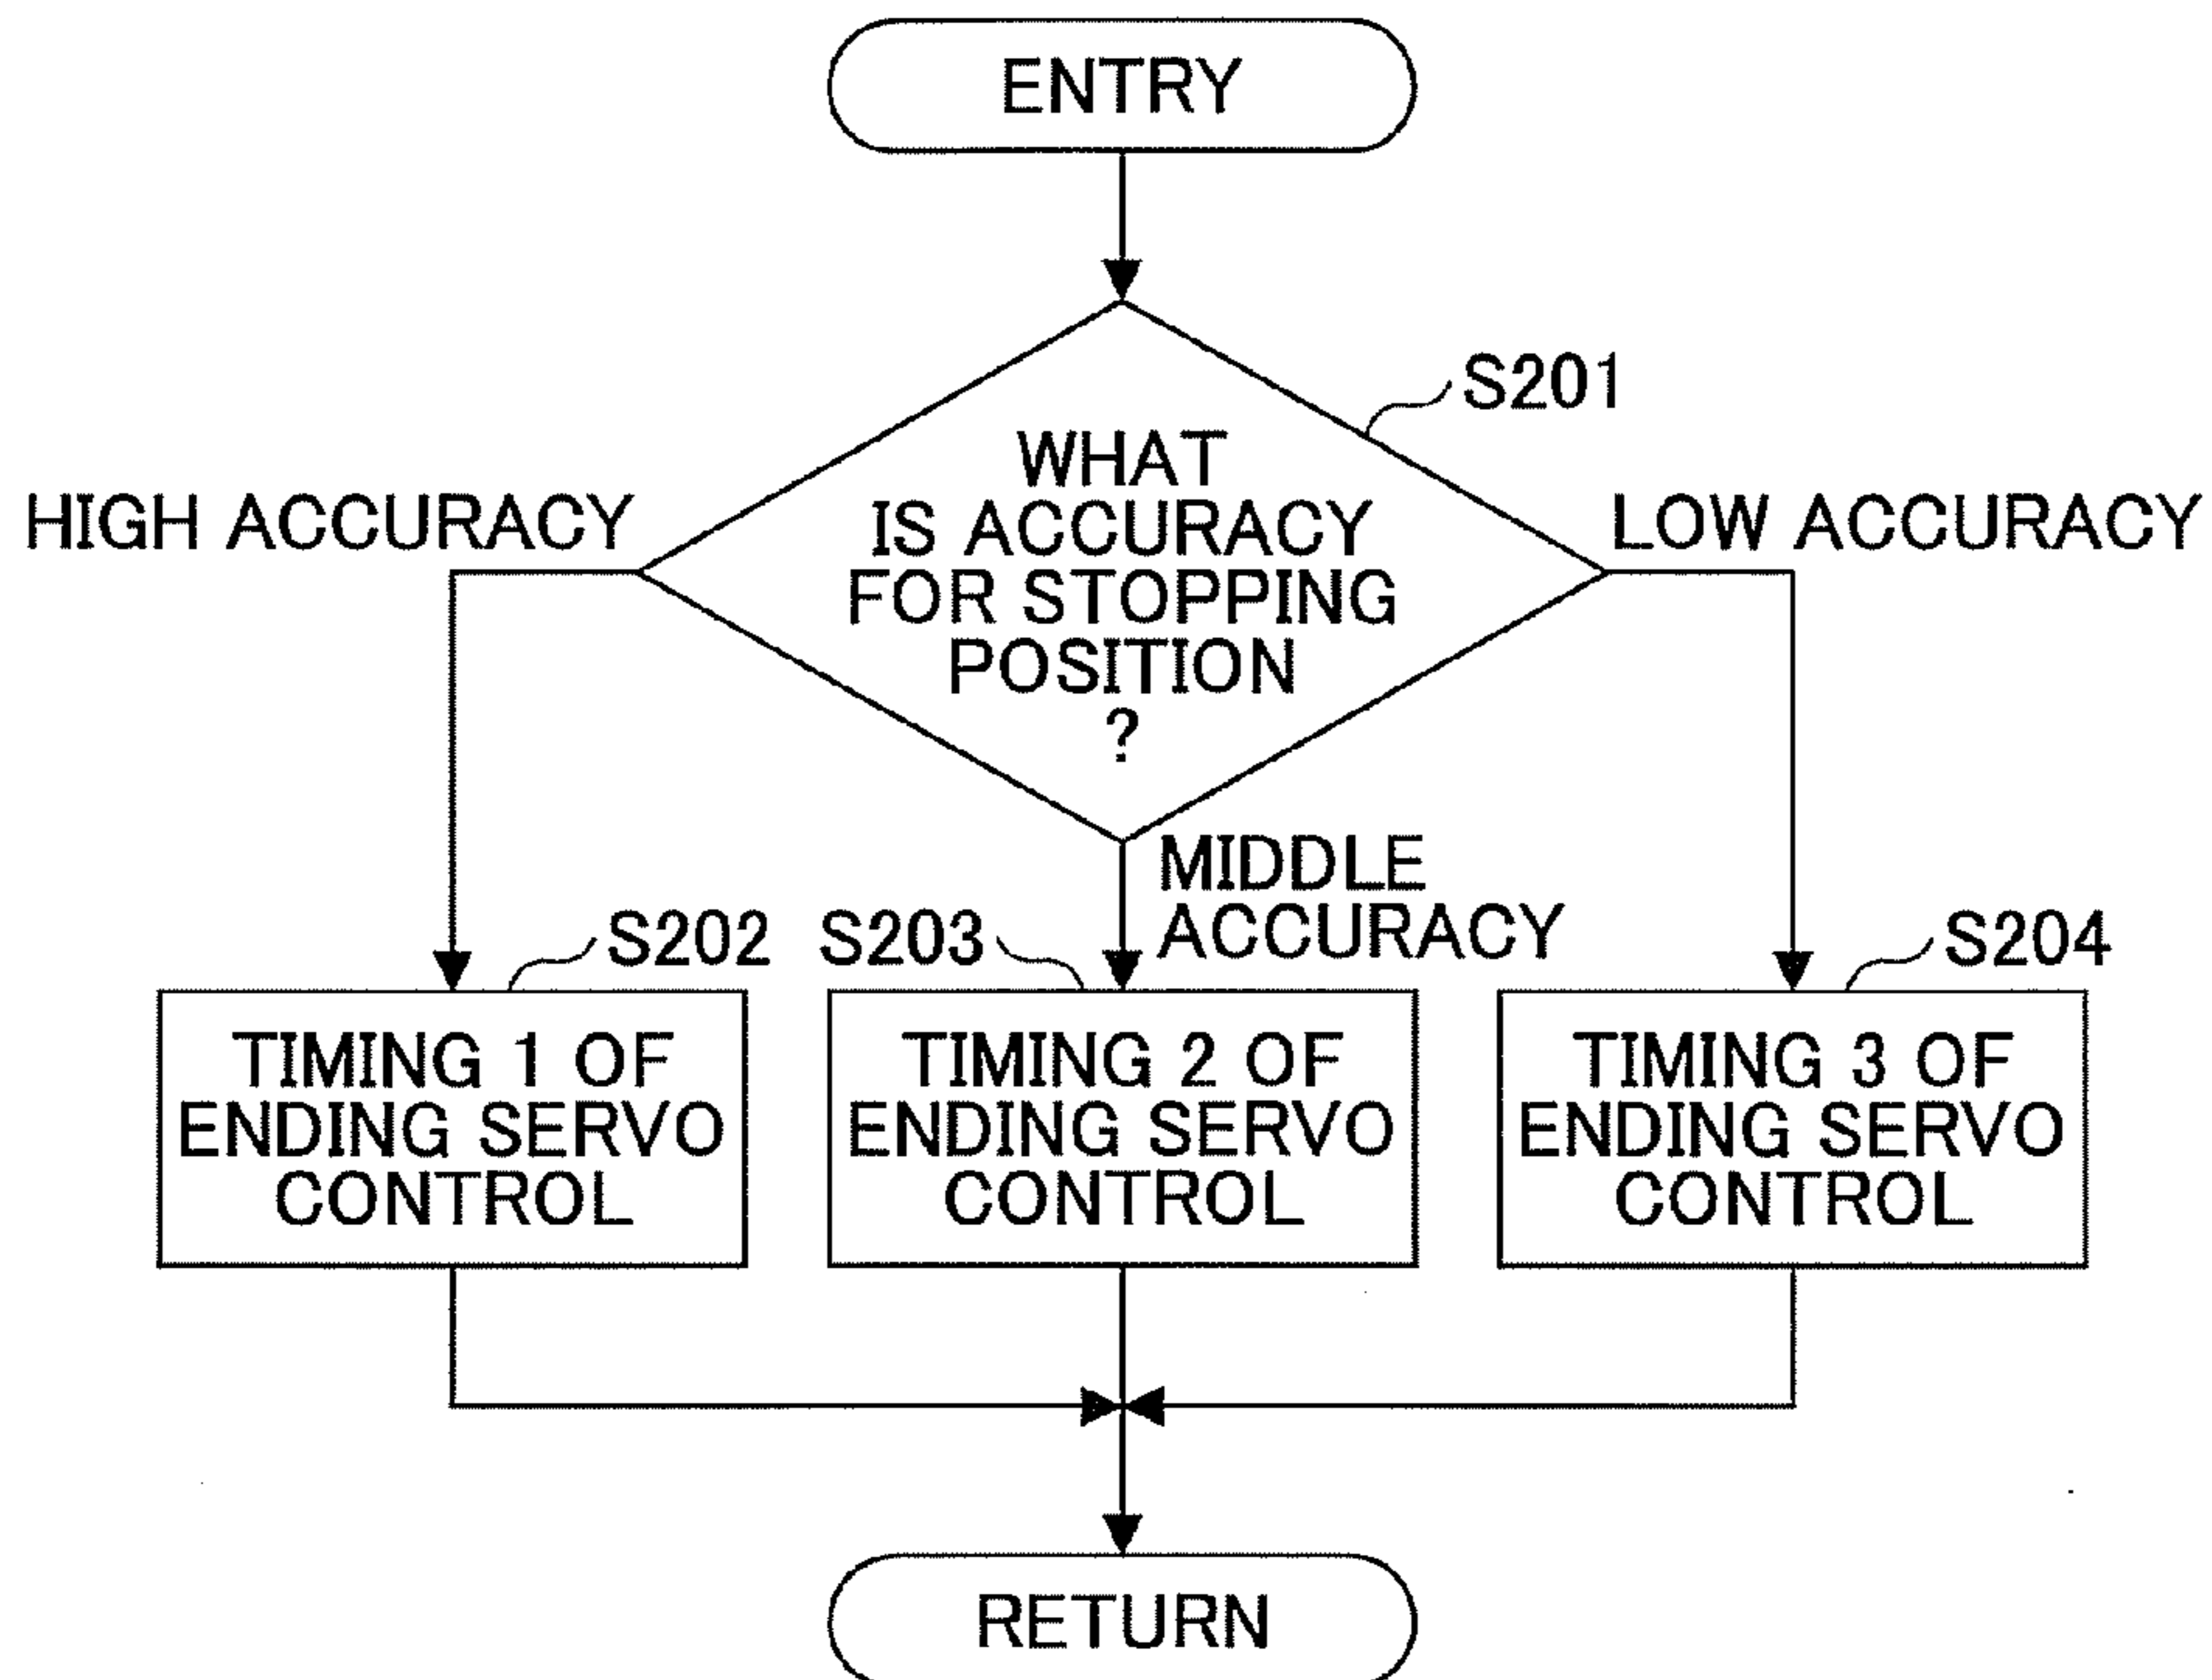 ENTRY
S201
WHAT
IS ACCURACY
FOR STOPPING
POSITION
?
HIGH ACCURACY
LOW ACCURACY
MIDDLE
ACCURACY
S202
TIMING 1 OF
ENDING SERVO
CONTROL
S203
TIMING 2 OF
ENDING SERVO
CONTROL
S204
TIMING 3 OF
ENDING SERVO
CONTROL
RETURN